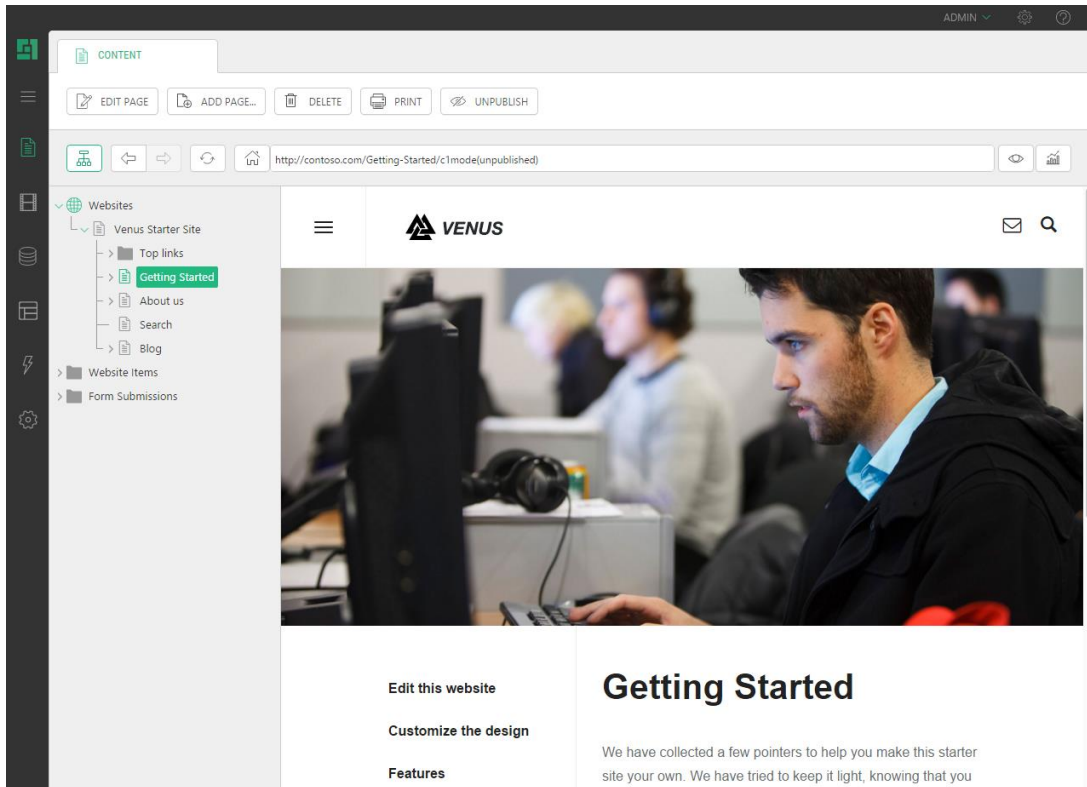 ADMIN
CONTENT
EDIT PAGE
ADD PAGE...
DELETE
PRINT
UNPUBLISH
http://contoso.com/Getting-Started/c1mode(unpublished)
Websites
Venus Starter Site
Top links
Getting Started
About us
Search
Blog
Website Items
Form Submissions
VENUS
Edit this website
Customize the design
Features
Getting Started
We have collected a few pointers to help you make this starter
site your own. We have tried to keep it light, knowing that you